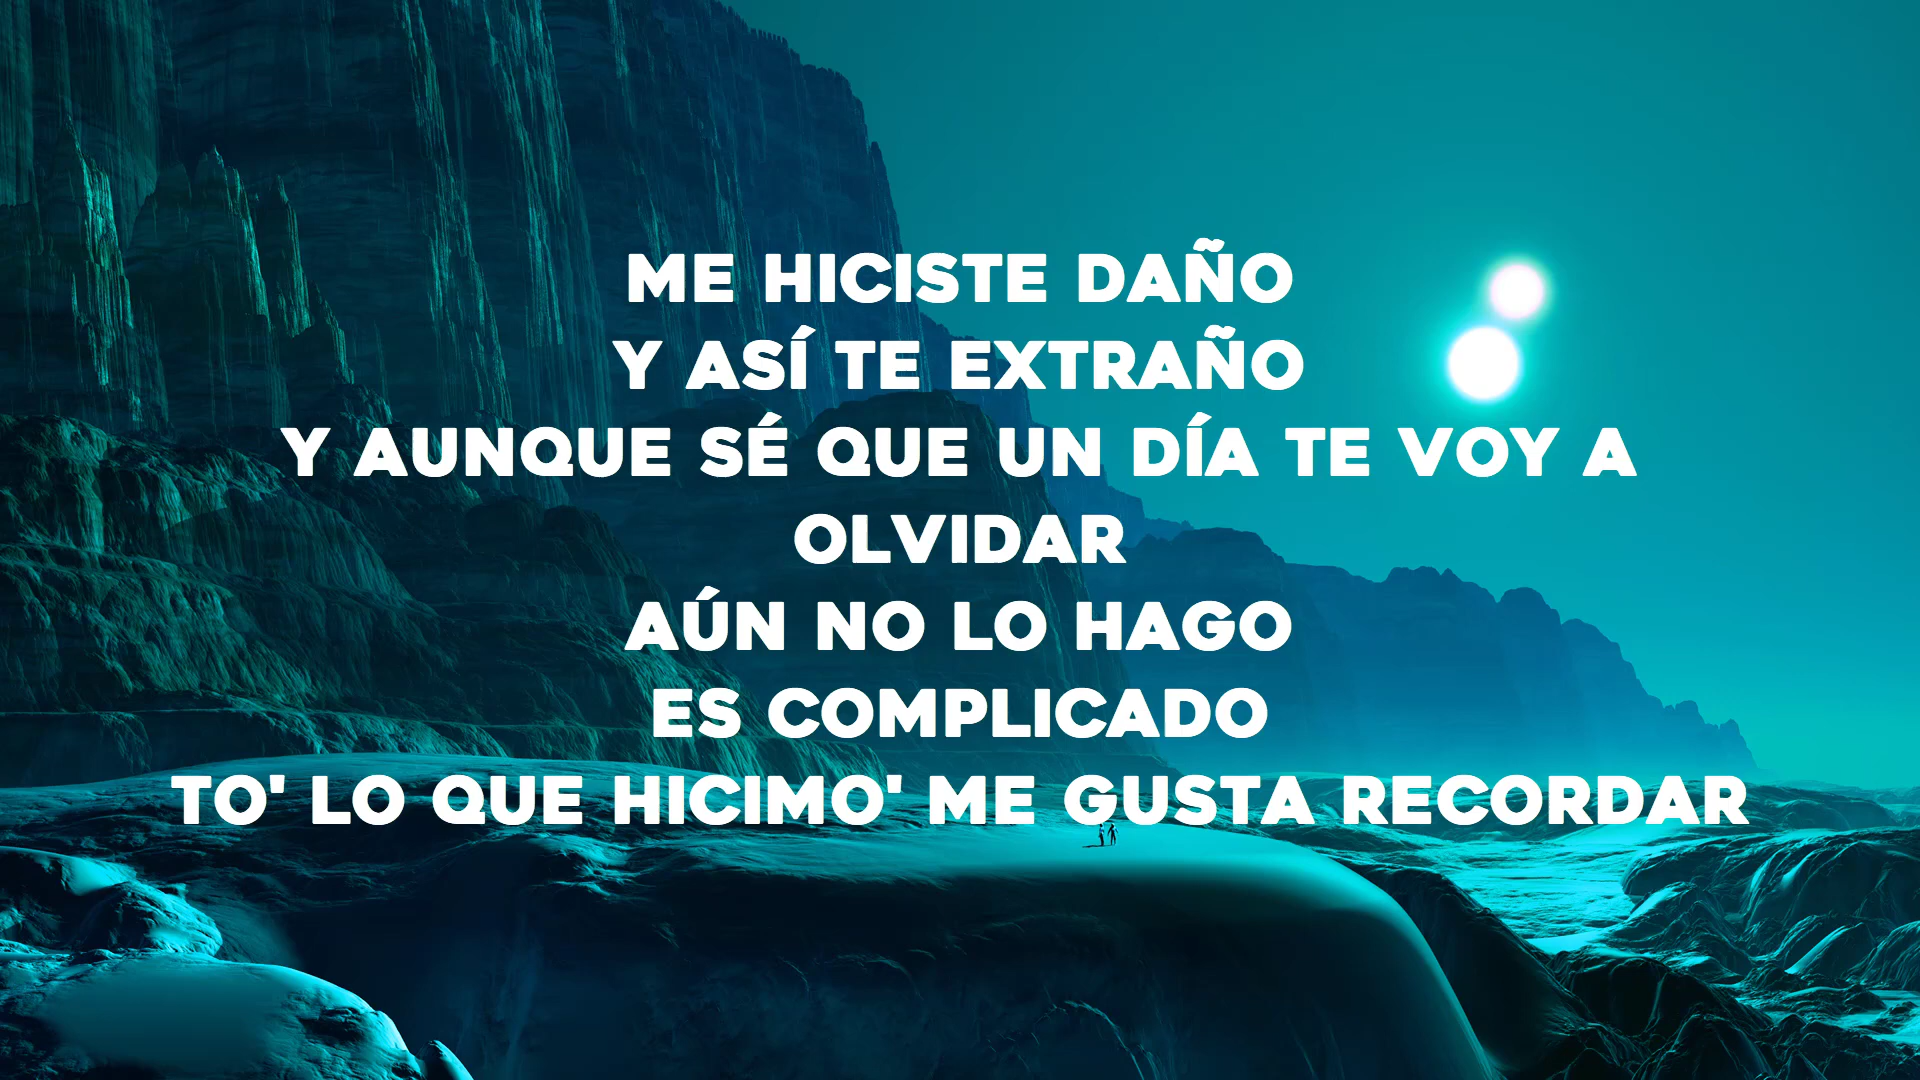 ME HICISTE DAÑO
Y ASÍ TE EXTRAÑO
Y AUNQUE SÉ QUE UN DÍA TE VOY A
OLVIDAR
AÚN NO LO HAGO
ES COMPLICADO
TO' LO QUE HICIMO' ME GUSTA RECORDAR